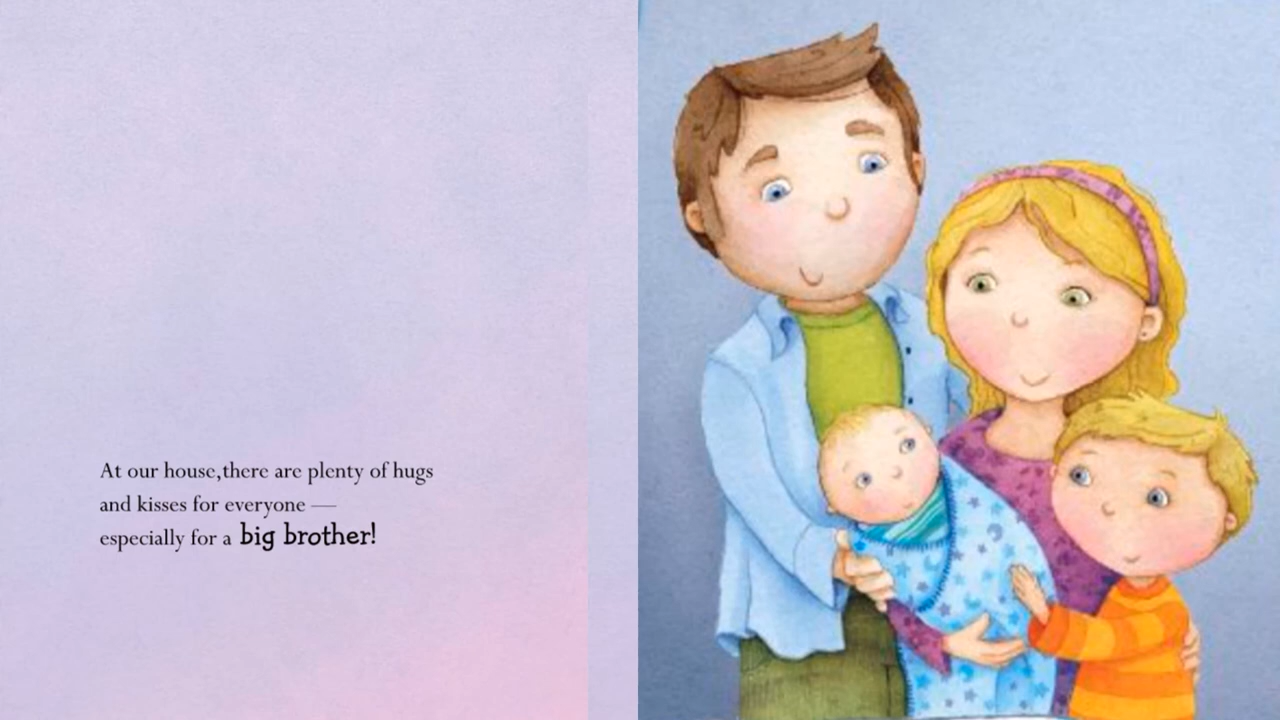 At our house,there are plenty of hugs
and kisses for everyone —
especially for a big brother!